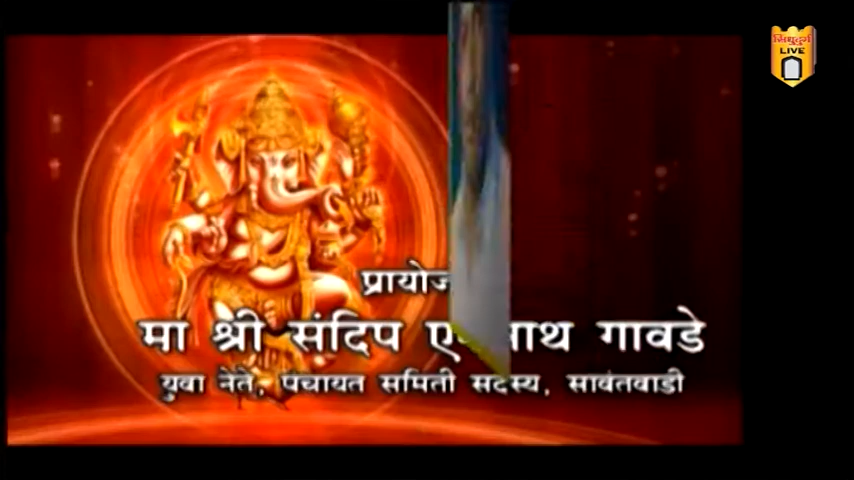 सिंधुदुर्ग
LIVE
प्रायोज
मा श्री संदिप ए नाथ गावडे
युवा नेते, पंचायत समिती सदस्य, सावंतवाडी